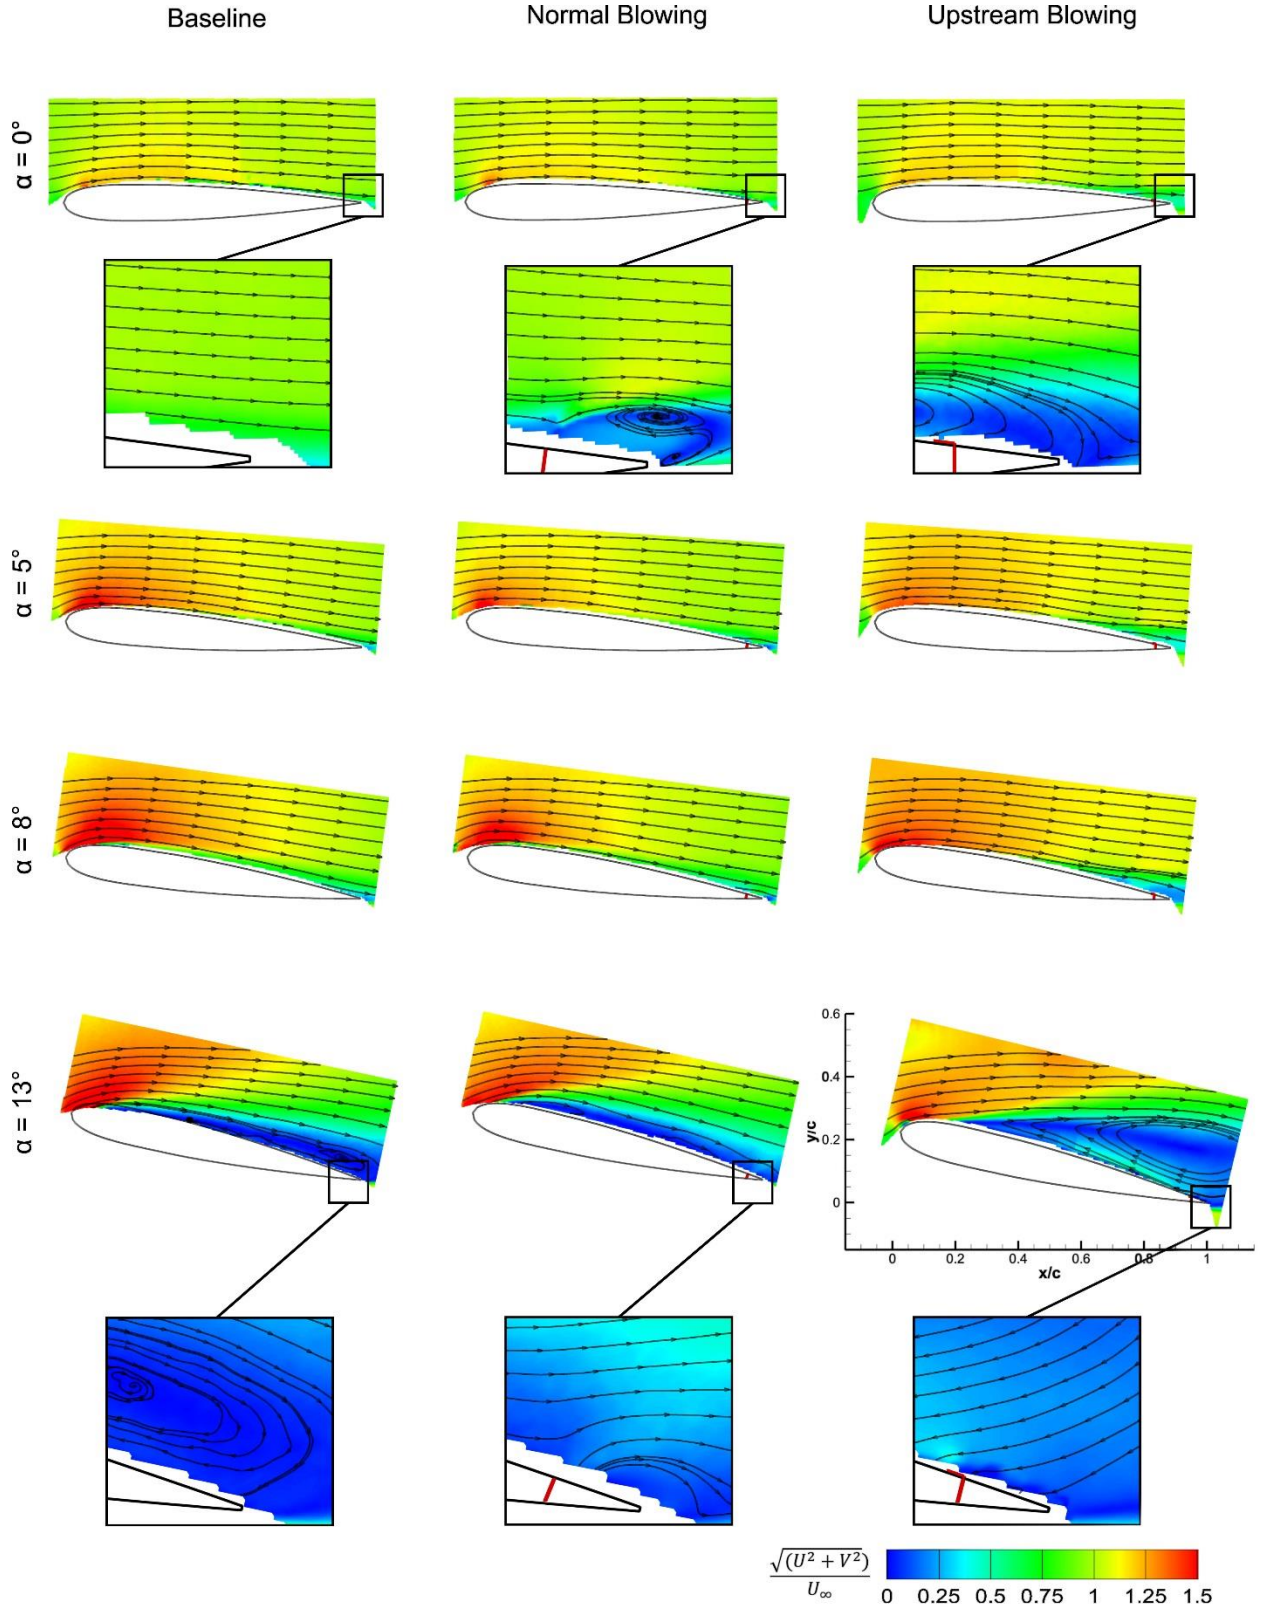 Baseline Normal Blowing Upstream Blowing
α = 0°
α = 5°
α = 8°
α = 13°
0.6
0.4
0.2
0
y/c
0 0.2 0.4 0.6 0.8 1
x/c
√(U² + V²)
U∞
0 0.25 0.5 0.75 1 1.25 1.5